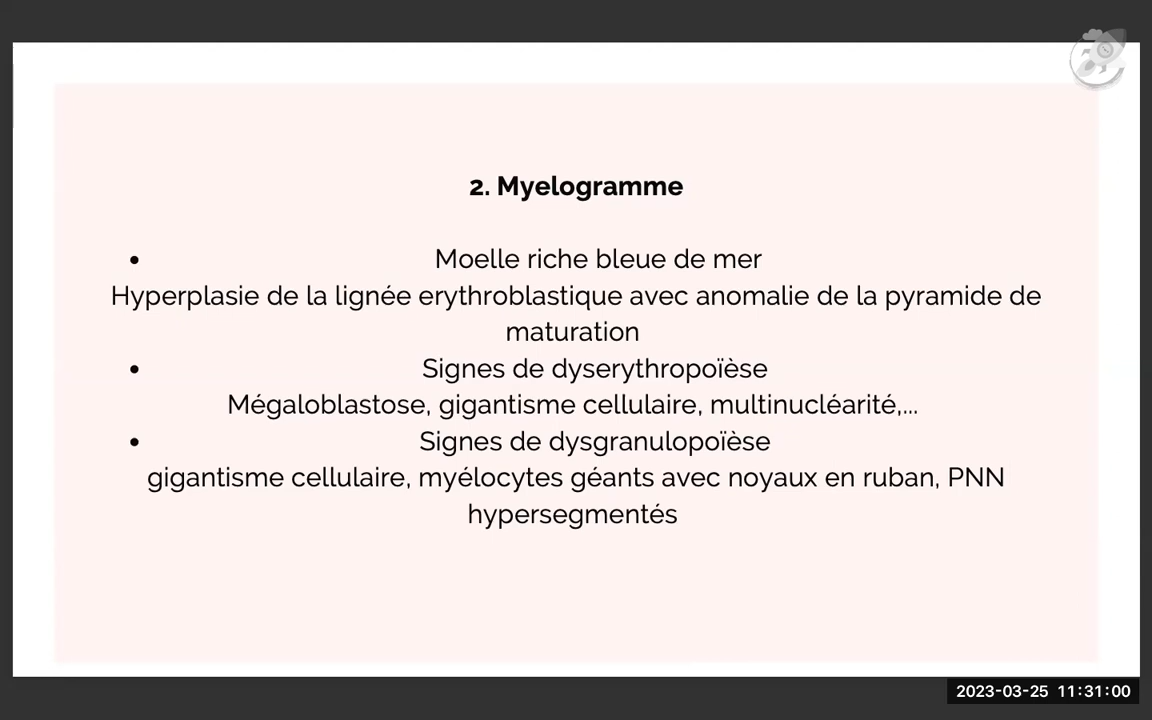 2. Myelogramme
• Moelle riche bleue de mer
Hyperplasie de la lignée erythroblastique avec anomalie de la pyramide de
maturation
• Signes de dyserythropoïèse
Mégaloblastose, gigantisme cellulaire, multinucléarité,...
• Signes de dysgranulopoïèse
gigantisme cellulaire, myélocytes géants avec noyaux en ruban, PNN
hypersegmentés
2023-03-25 11:31:00